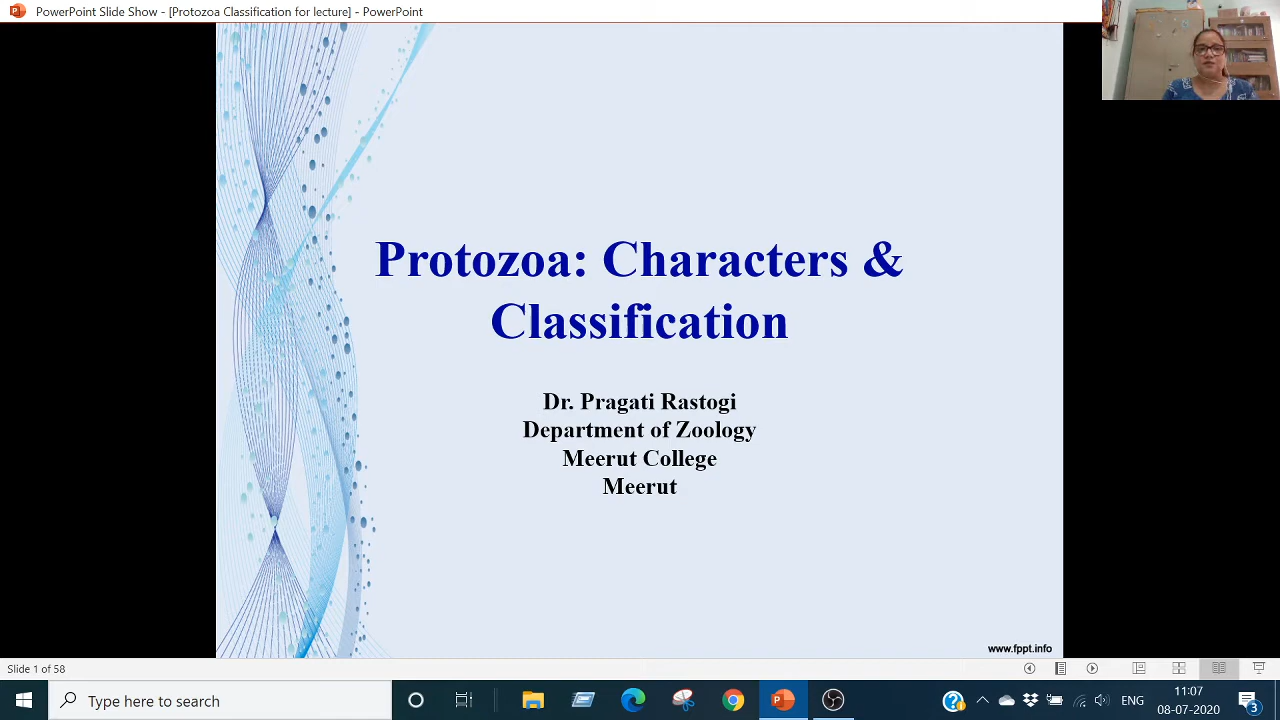 PowerPoint Slide Show - [Protozoa Classification for lecture] - PowerPoint
Protozoa: Characters &
Classification
Dr. Pragati Rastogi
Department of Zoology
Meerut College
Meerut
www.fppt.info
Slide 1 of 58
Type here to search
ENG
11:07
08-07-2020
3